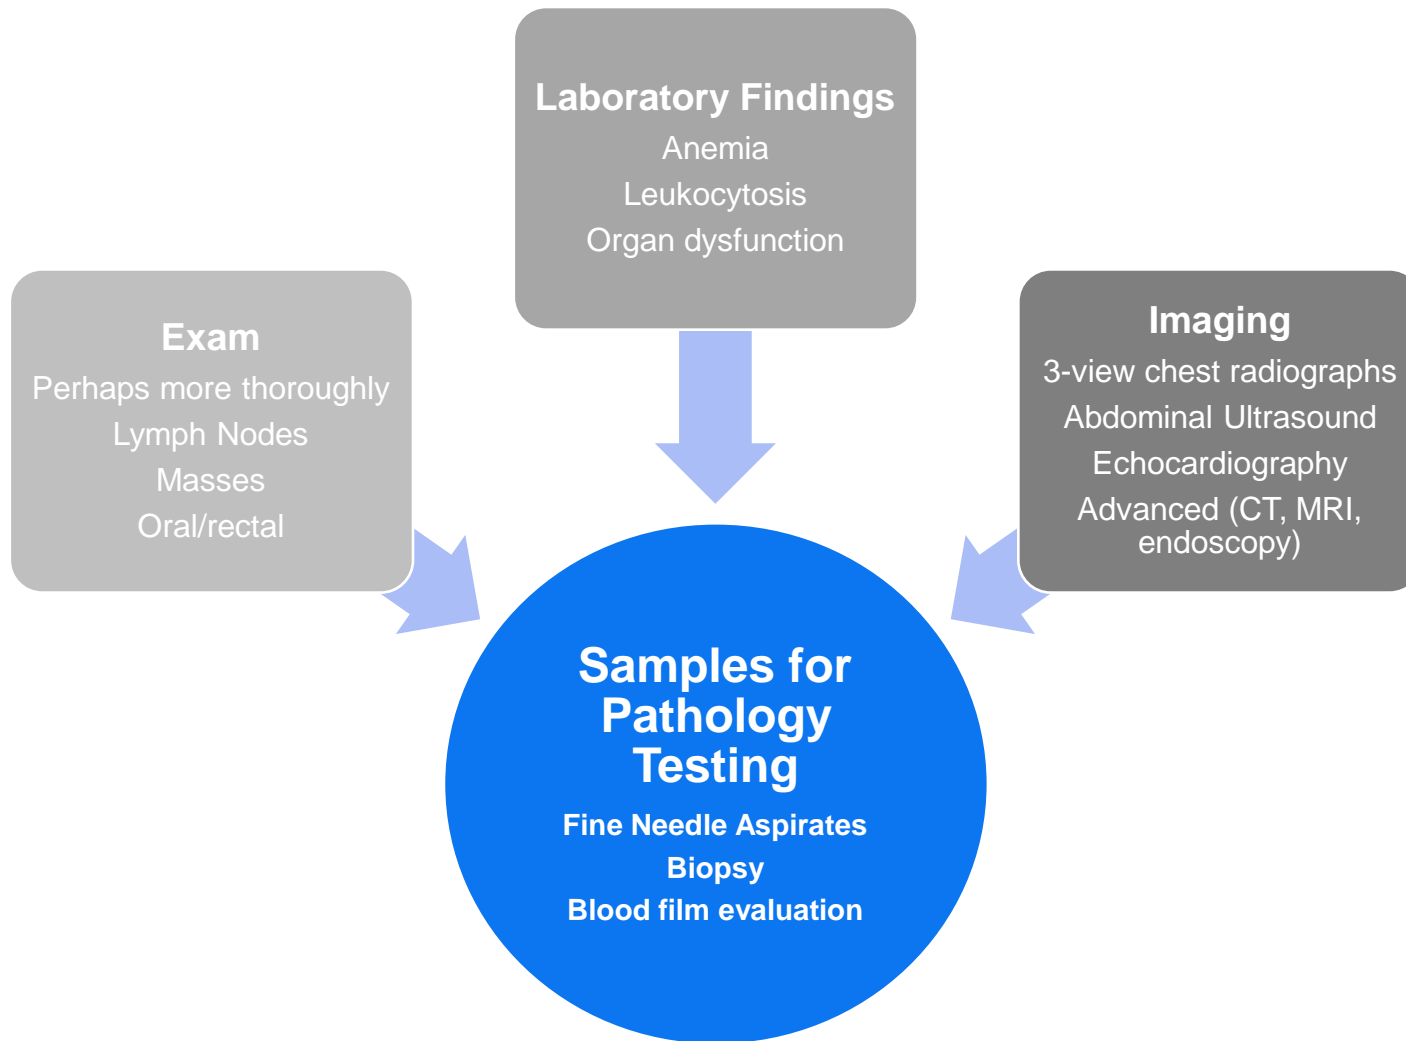 Laboratory Findings
Anemia
Leukocytosis
Organ dysfunction
Exam
Perhaps more thoroughly
Lymph Nodes
Masses
Oral/rectal
Imaging
3-view chest radiographs
Abdominal Ultrasound
Echocardiography
Advanced (CT, MRI,
endoscopy)
Samples for
Pathology
Testing
Fine Needle Aspirates
Biopsy
Blood film evaluation